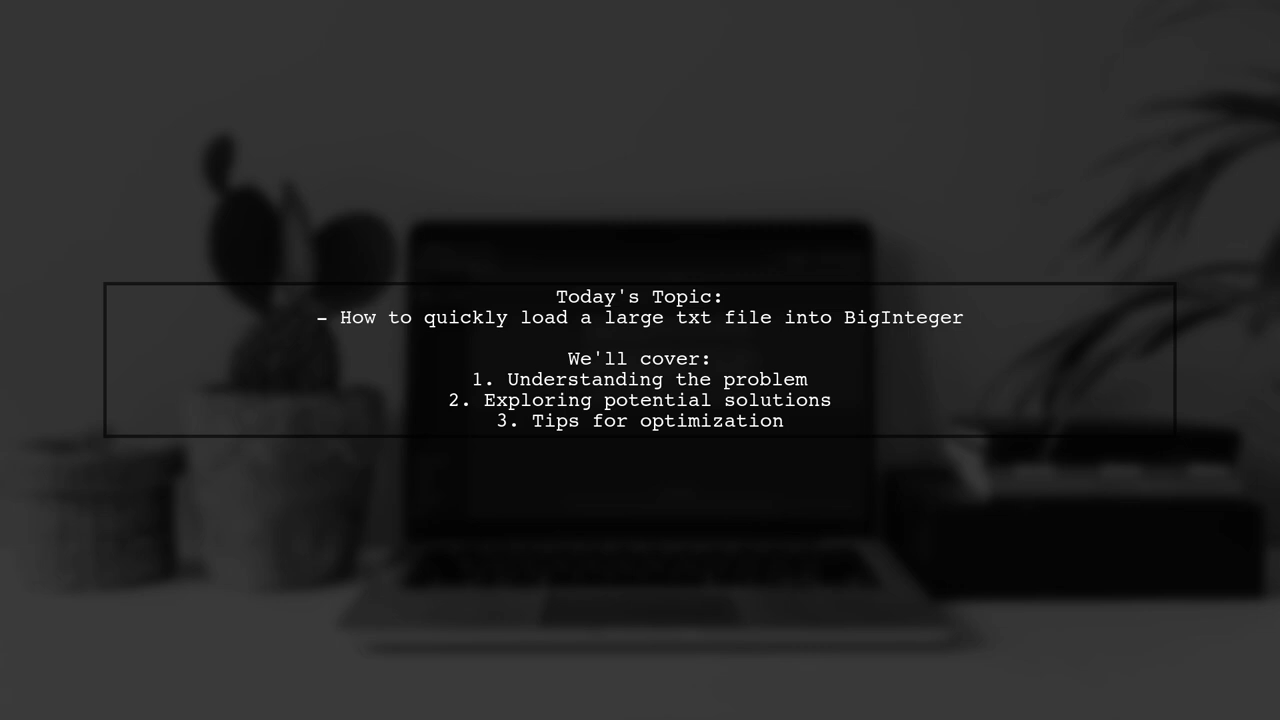 Today's Topic:
- How to quickly load a large txt file into BigInteger
We'll cover:
1. Understanding the problem
2. Exploring potential solutions
3. Tips for optimization